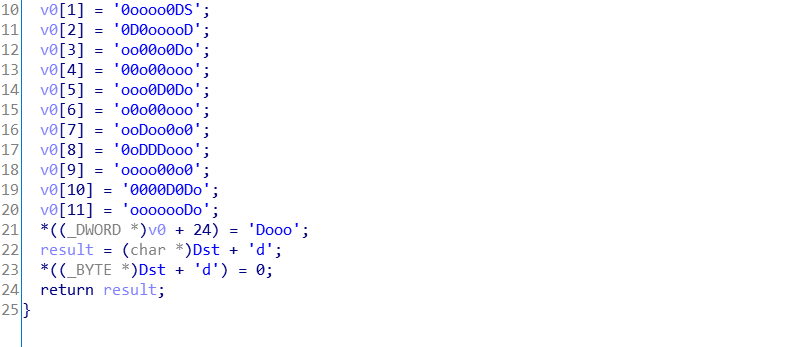 10 v0[1] = '0oooo0DS';
11 v0[2] = '0D0ooooD';
12 v0[3] = 'oo00o0Do';
13 v0[4] = '00o00ooo';
14 v0[5] = 'ooo0D0Do';
15 v0[6] = 'o0o00ooo';
16 v0[7] = 'ooDoo0o0';
17 v0[8] = '0oDDDooo';
18 v0[9] = 'oooo00o0';
19 v0[10] = '0000D0Do';
20 v0[11] = 'ooooooDo';
21 *((_DWORD *)v0 + 24) = 'Dooo';
22 result = (char *)Dst + 'd';
23 *((_BYTE *)Dst + 'd') = 0;
24 return result;
25 }